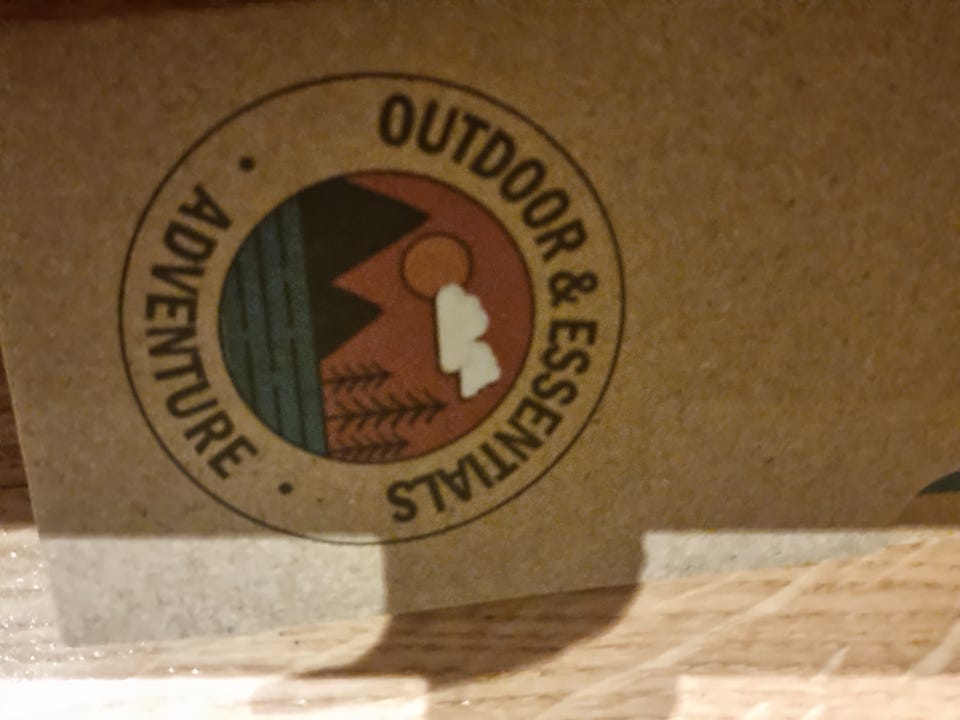 OUTDOOR & ESSENTIALS
• ADVENTURE •